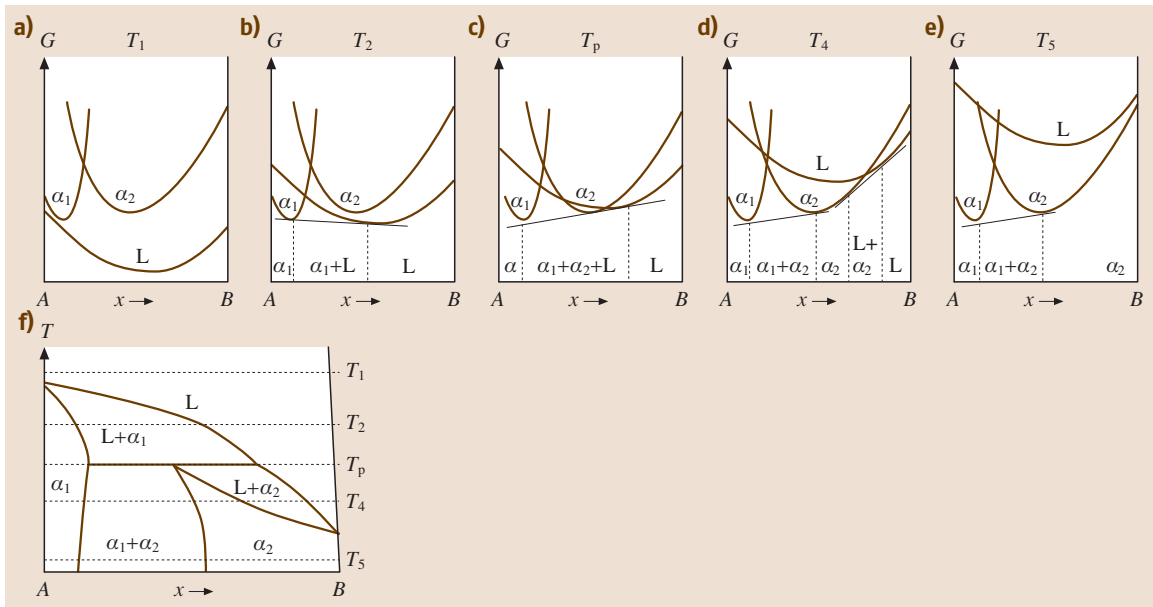 a) b) c) d) e)
G T₁ G T₂ G Tₚ G T₄ G T₅
α₁ α₂ L
A x → B
α₁ α₂
α₁ α₁+L L
A x → B
α₁ α₂
α α₁+α₂+L L
A x → B
L
α₁ α₂
L+
α₁ α₁+α₂ α₂ α₂ L
A x → B
L
α₁ α₂
α₁ α₁+α₂ α₂
A x → B
f)
T
T₁
L
T₂
L+α₁
Tₚ
α₁ L+α₂
T₄
α₁+α₂ α₂
T₅
A x → B